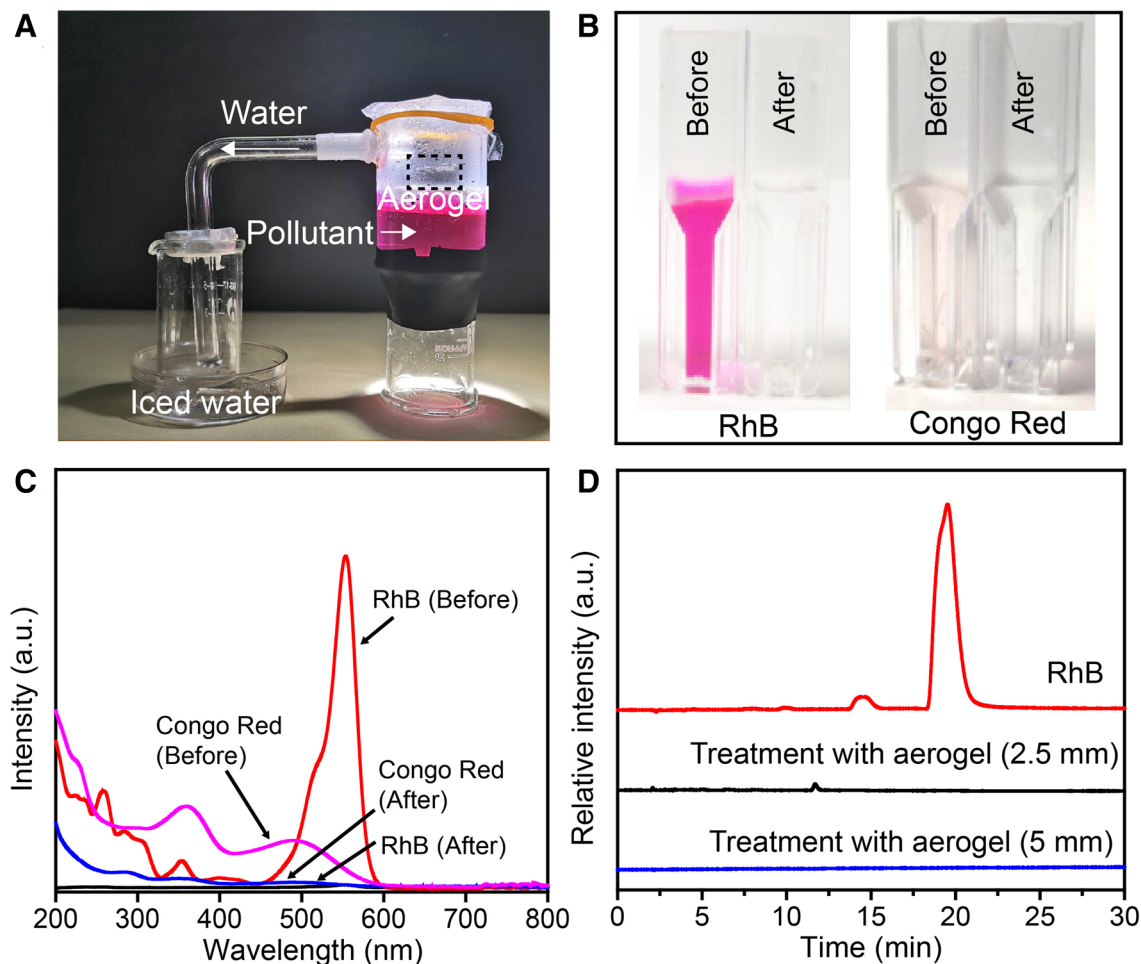 A
Water
Aerogel
Pollutant
Iced water
B
Before
After
Before
After
RhB
Congo Red
C
Intensity (a.u.)
RhB (Before)
Congo Red
(Before)
Congo Red
(After)
RhB (After)
200
300
400
500
600
700
800
Wavelength (nm)
D
Relative intensity (a.u.)
RhB
Treatment with aerogel (2.5 mm)
Treatment with aerogel (5 mm)
0
5
10
15
20
25
30
Time (min)